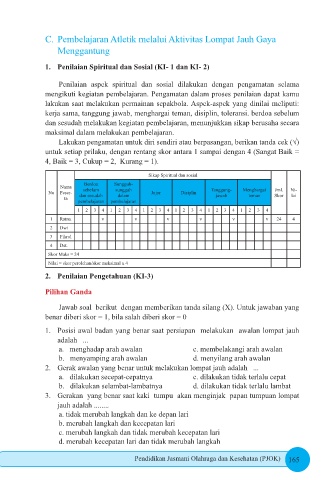 C. Pembelajaran Atletik melalui Aktivitas Lompat Jauh Gaya
Menggantung
1. Penilaian Spiritual dan Sosial (KI- 1 dan KI- 2)
Penilaian aspek spiritual dan sosial dilakukan dengan pengamatan selama
mengikuti kegiatan pembelajaran. Pengamatan dalam proses penilaian dapat kamu
lakukan saat melakukan permainan sepakbola. Aspek-aspek yang dinilai meliputi:
kerja sama, tanggung jawab, menghargai teman, disiplin, toleransi, berdoa sebelum
dan sesudah melakukan kegiatan pembelajaran, menunjukkan sikap berusaha secara
maksimal dalam melakukan pembelajaran.
Lakukan pengamatan untuk diri sendiri atau berpasangan, berikan tanda cek (√)
untuk setiap prilaku, dengan rentang skor antara 1 sampai dengan 4 (Sangat Baik =
4, Baik = 3, Cukup = 2, Kurang = 1).
Sikap Spiritual dan sosial
No
Nama
Berdoa sebelum dan sesudah pembelajaran
Sungguh-sungguh dalam
Jujur
Disiplin
Tanggung jawab
Menghargai teman
Jml. Skor
Ni-lai
1 2 3 4 1 2 3 4 1 2 3 4 1 2 3 4 1 2 3 4 1 2 3 4
1 Ratna v v v v v v 24 4
2 Dwi
3
4 Dst.
Skor Maks = 24
Nilai = skor perolehan/skor maksimal x 4
2. Penilaian Pengetahuan (KI-3)
Pilihan Ganda
Jawab soal berikut dengan memberikan tanda silang (X). Untuk jawaban yang
benar diberi skor = 1, bila salah diberi skor = 0
1. Posisi awal badan yang benar saat persiapan melakukan awalan lompat jauh
adalah ...
a. menghadap arah awalan c. membelakangi arah awalan
b. menyamping arah awalan d. menyilang arah awalan
2. Gerak awalan yang benar untuk melakukan lompat jauh adalah ...
a. dilakukan secepat-cepatnya c. dilakukan tidak terlalu cepat
b. dilakukan selambat-lambatnya d. dilakukan tidak terlalu lambat
3. Gerakan yang benar saat kaki tumpu akan menginjak papan tumpuan lompat
jauh adalah ........
a. tidak merubah langkah dan ke depan lari
b. merubah langkah dan kecepatan lari
c. merubah langkah dan tidak merubah kecepatan lari
d. merubah kecepatan lari dan tidak merubah langkah
Pendidikan Jasmani Olahraga dan Kesehatan (PJOK) 165